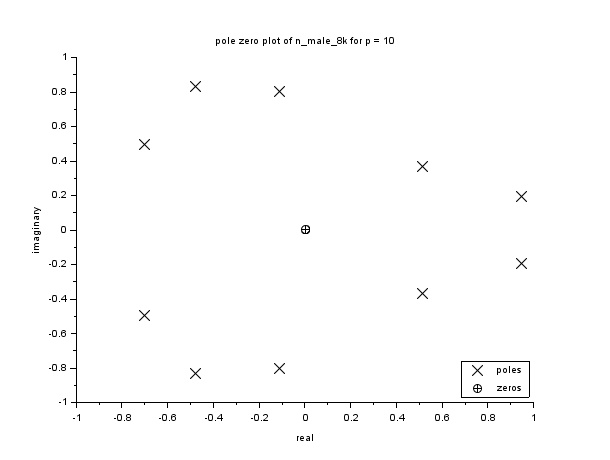 pole zero plot of n_male_8k for p = 10
1
0.8
0.6
0.4
0.2
0
-0.2
-0.4
-0.6
-0.8
-1
imaginary
-1 -0.8 -0.6 -0.4 -0.2 0 0.2 0.4 0.6 0.8 1
real
poles
zeros